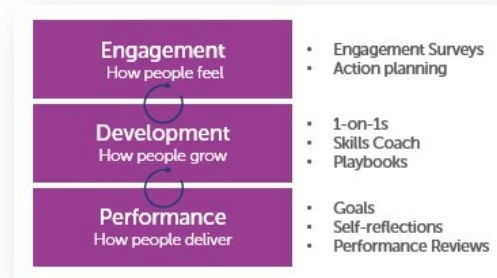 Engagement
How people feel
• Engagement Surveys
• Action planning
Development
How people grow
• 1-on-1s
• Skills Coach
• Playbooks
Performance
How people deliver
• Goals
• Self-reflections
• Performance Reviews